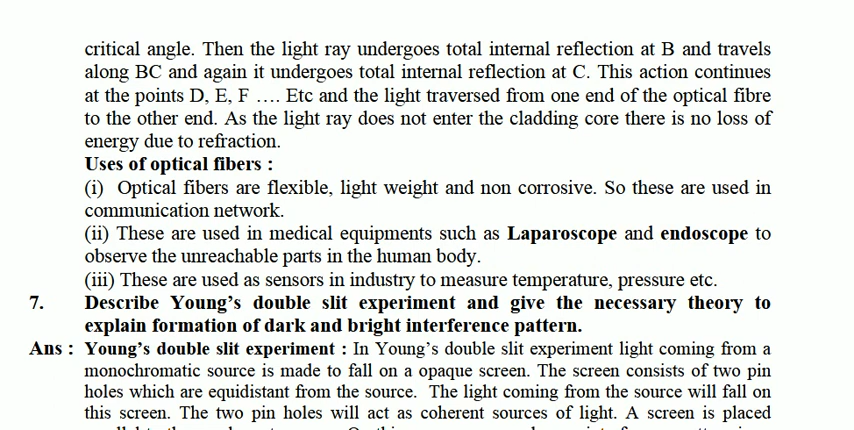 critical angle. Then the light ray undergoes total internal reflection at B and travels
along BC and again it undergoes total internal reflection at C. This action continues
at the points D, E, F …. Etc and the light traversed from one end of the optical fibre
to the other end. As the light ray does not enter the cladding core there is no loss of
energy due to refraction.
Uses of optical fibers :
(i) Optical fibers are flexible, light weight and non corrosive. So these are used in
communication network.
(ii) These are used in medical equipments such as Laparoscope and endoscope to
observe the unreachable parts in the human body.
(iii) These are used as sensors in industry to measure temperature, pressure etc.
7. Describe Young's double slit experiment and give the necessary theory to
explain formation of dark and bright interference pattern.
Ans : Young's double slit experiment : In Young's double slit experiment light coming from a
monochromatic source is made to fall on a opaque screen. The screen consists of two pin
holes which are equidistant from the source. The light coming from the source will fall on
this screen. The two pin holes will act as coherent sources of light. A screen is placed